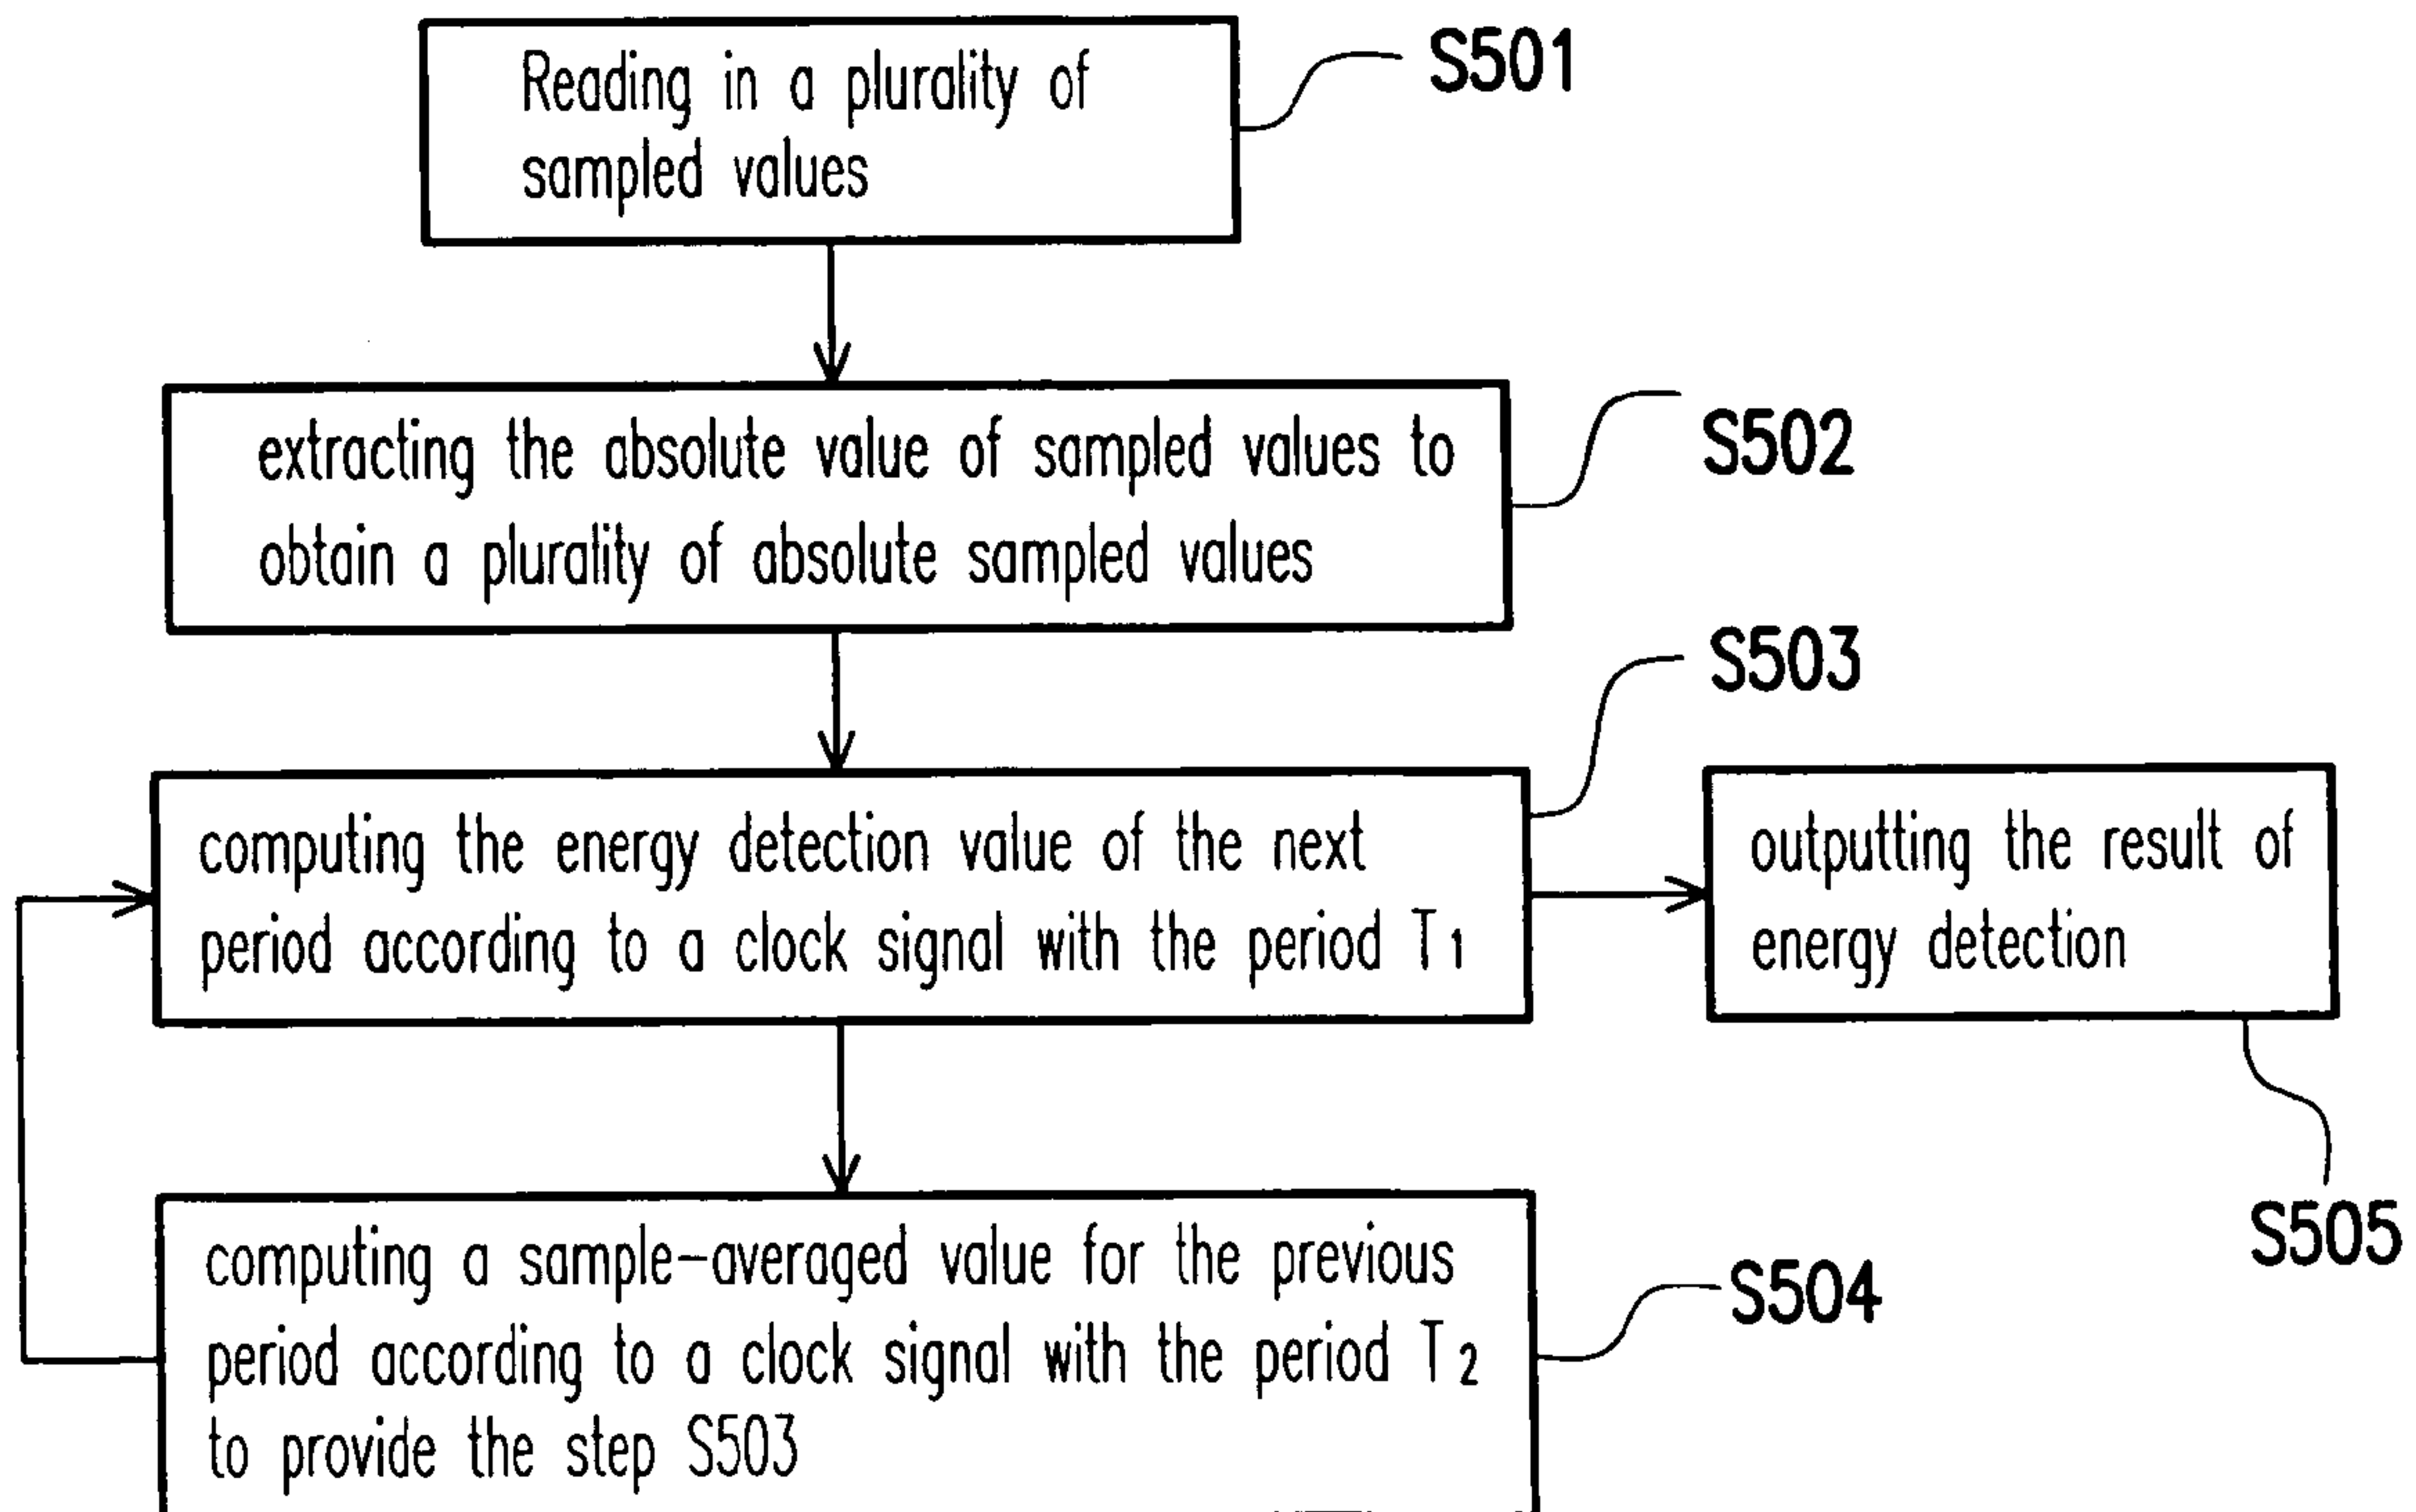 Reading in a plurality of
sampled values
S501
extracting the absolute value of sampled values to
obtain a plurality of absolute sampled values
S502
S503
computing the energy detection value of the next
period according to a clock signal with the period T1
outputting the result of
energy detection
S505
computing a sample-averaged value for the previous
period according to a clock signal with the period T2
to provide the step S503
S504